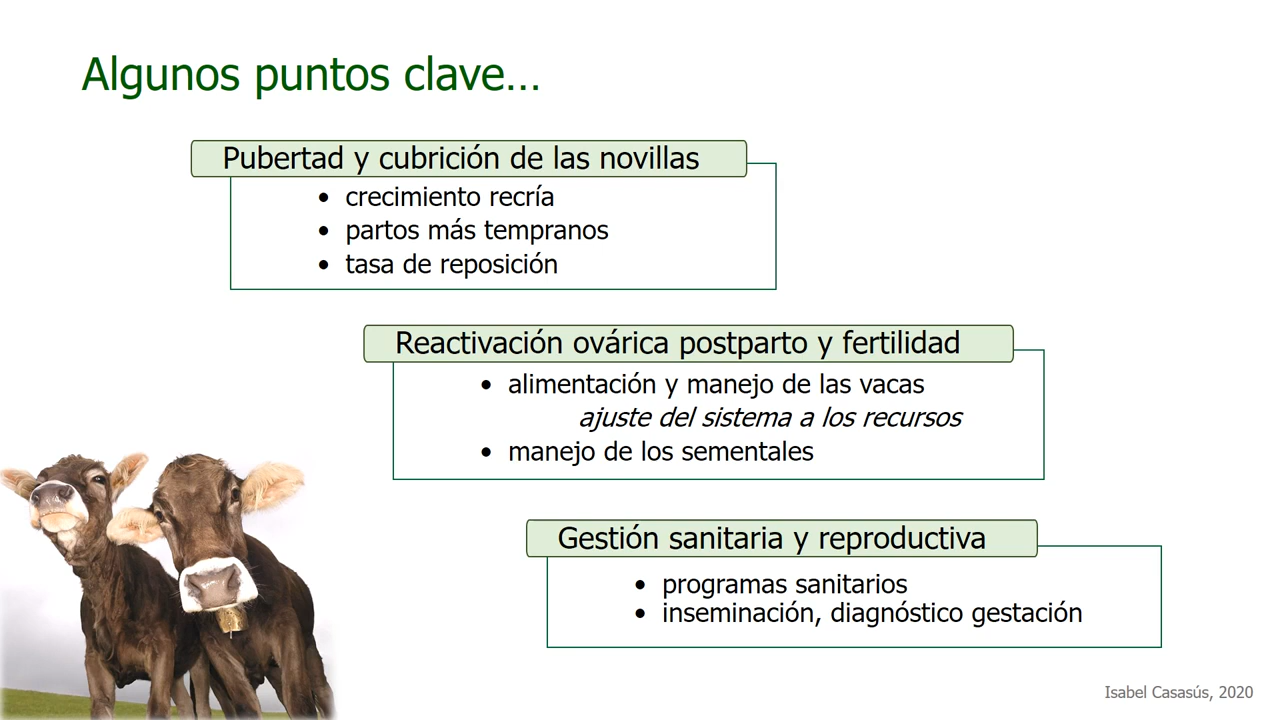 Algunos puntos clave...
Pubertad y cubrición de las novillas
• crecimiento recría
• partos más tempranos
• tasa de reposición
Reactivación ovárica postparto y fertilidad
• alimentación y manejo de las vacas
ajuste del sistema a los recursos
• manejo de los sementales
Gestión sanitaria y reproductiva
• programas sanitarios
• inseminación, diagnóstico gestación
Isabel Casasús, 2020